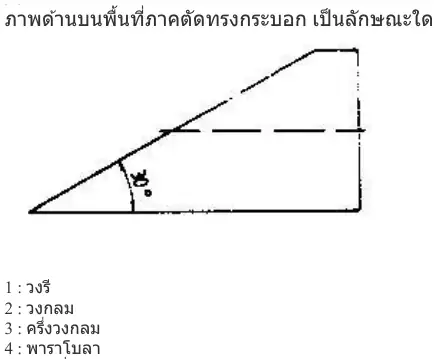 ภาพด้านบนพื้นที่ภาคตัดทรงกระบอก เป็นลักษณะใด
30°
1 : วงรี
2 : วงกลม
3 : ครึ่งวงกลม
4 : พาราโบลา